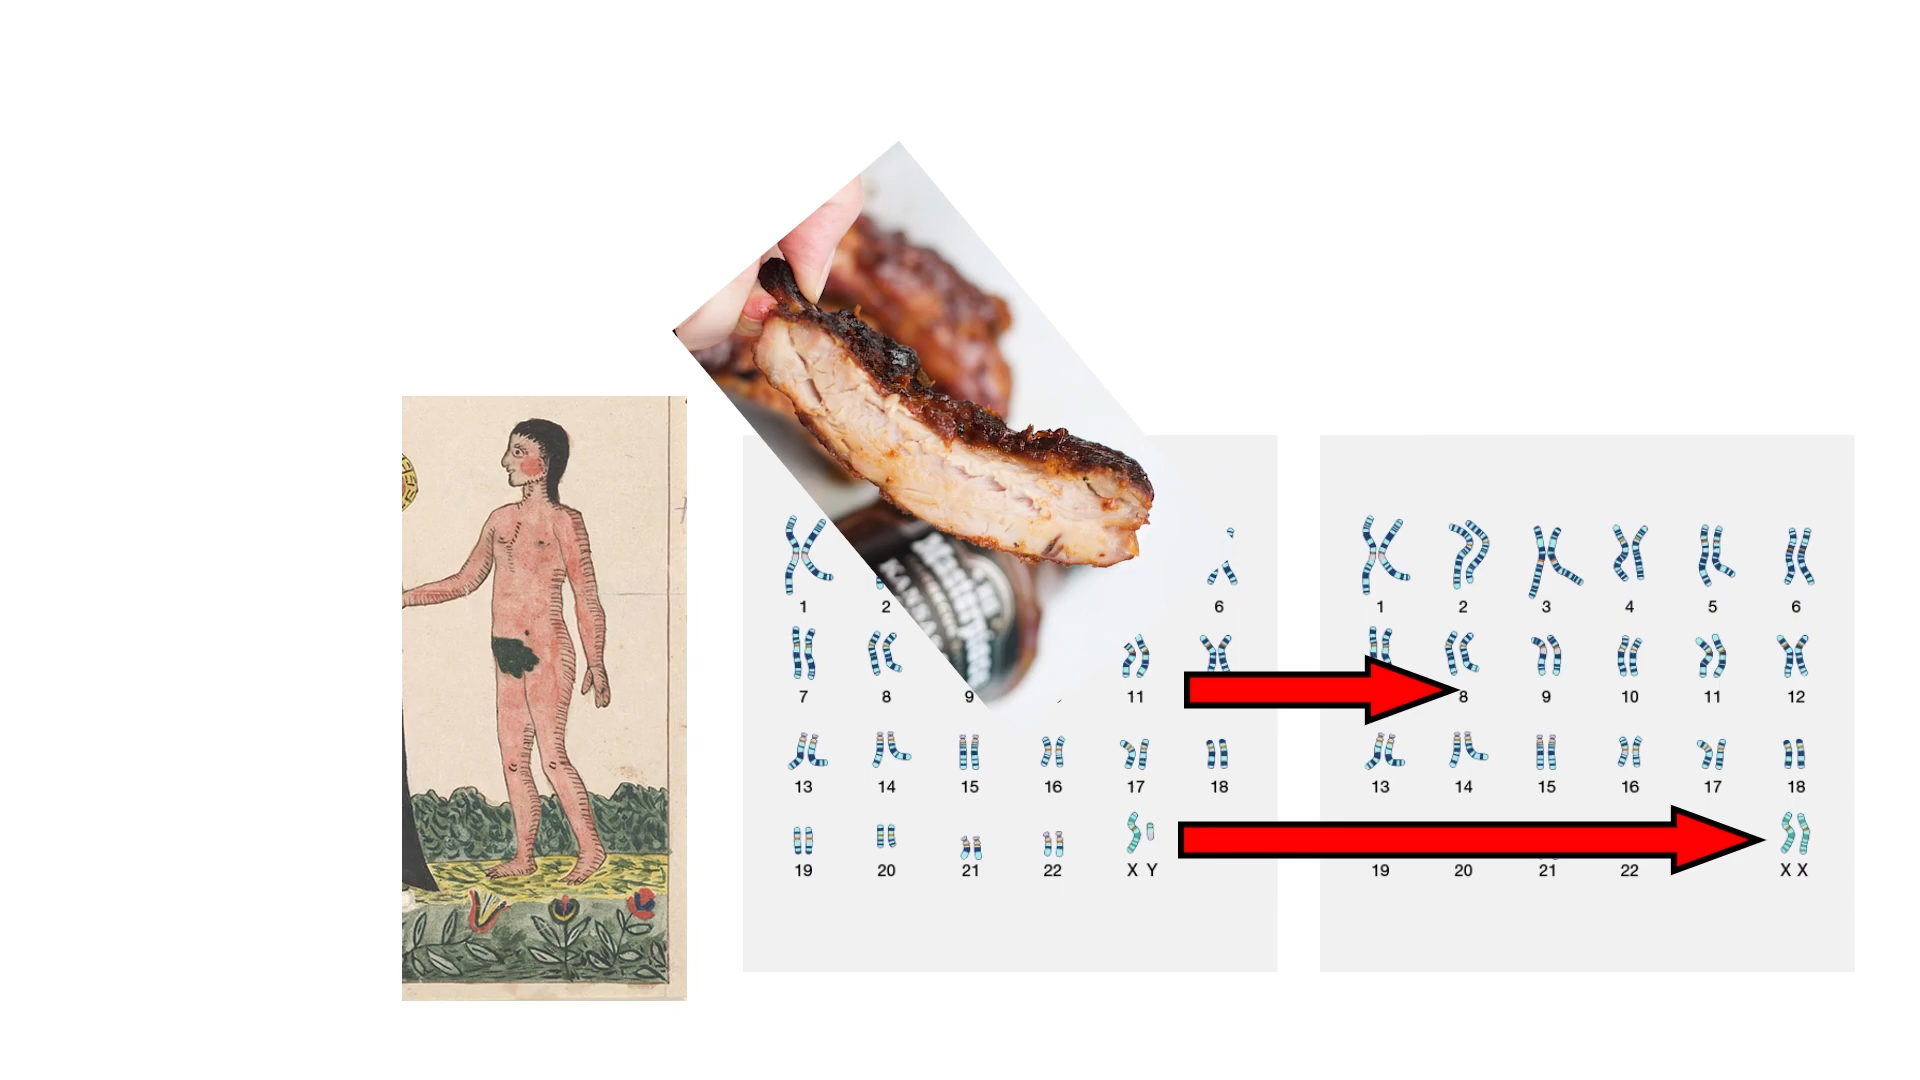 Masterpiece
KANSAS
1 2 6
7 8 9 11
13 14 15 16 17 18
19 20 21 22 X Y
1 2 3 4 5 6
8 9 10 11 12
13 14 15 16 17 18
19 20 21 22 X X